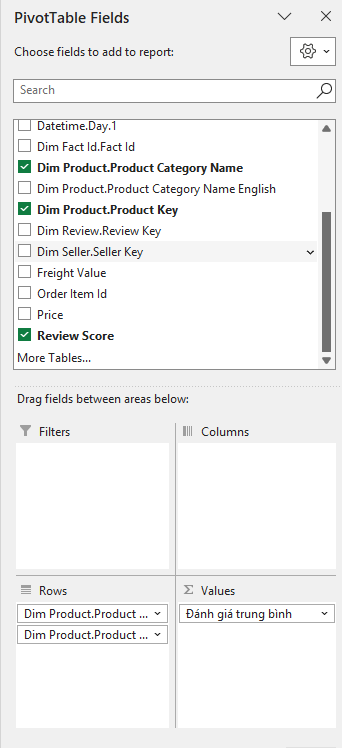 PivotTable Fields
Choose fields to add to report:
Search
Datetime.Day.1
Dim Fact Id.Fact Id
Dim Product.Product Category Name
Dim Product.Product Category Name English
Dim Product.Product Key
Dim Review.Review Key
Dim Seller.Seller Key
Freight Value
Order Item Id
Price
Review Score
More Tables...
Drag fields between areas below:
Filters
Columns
Rows
Dim Product.Product ...
Dim Product.Product ...
Σ Values
Đánh giá trung bình